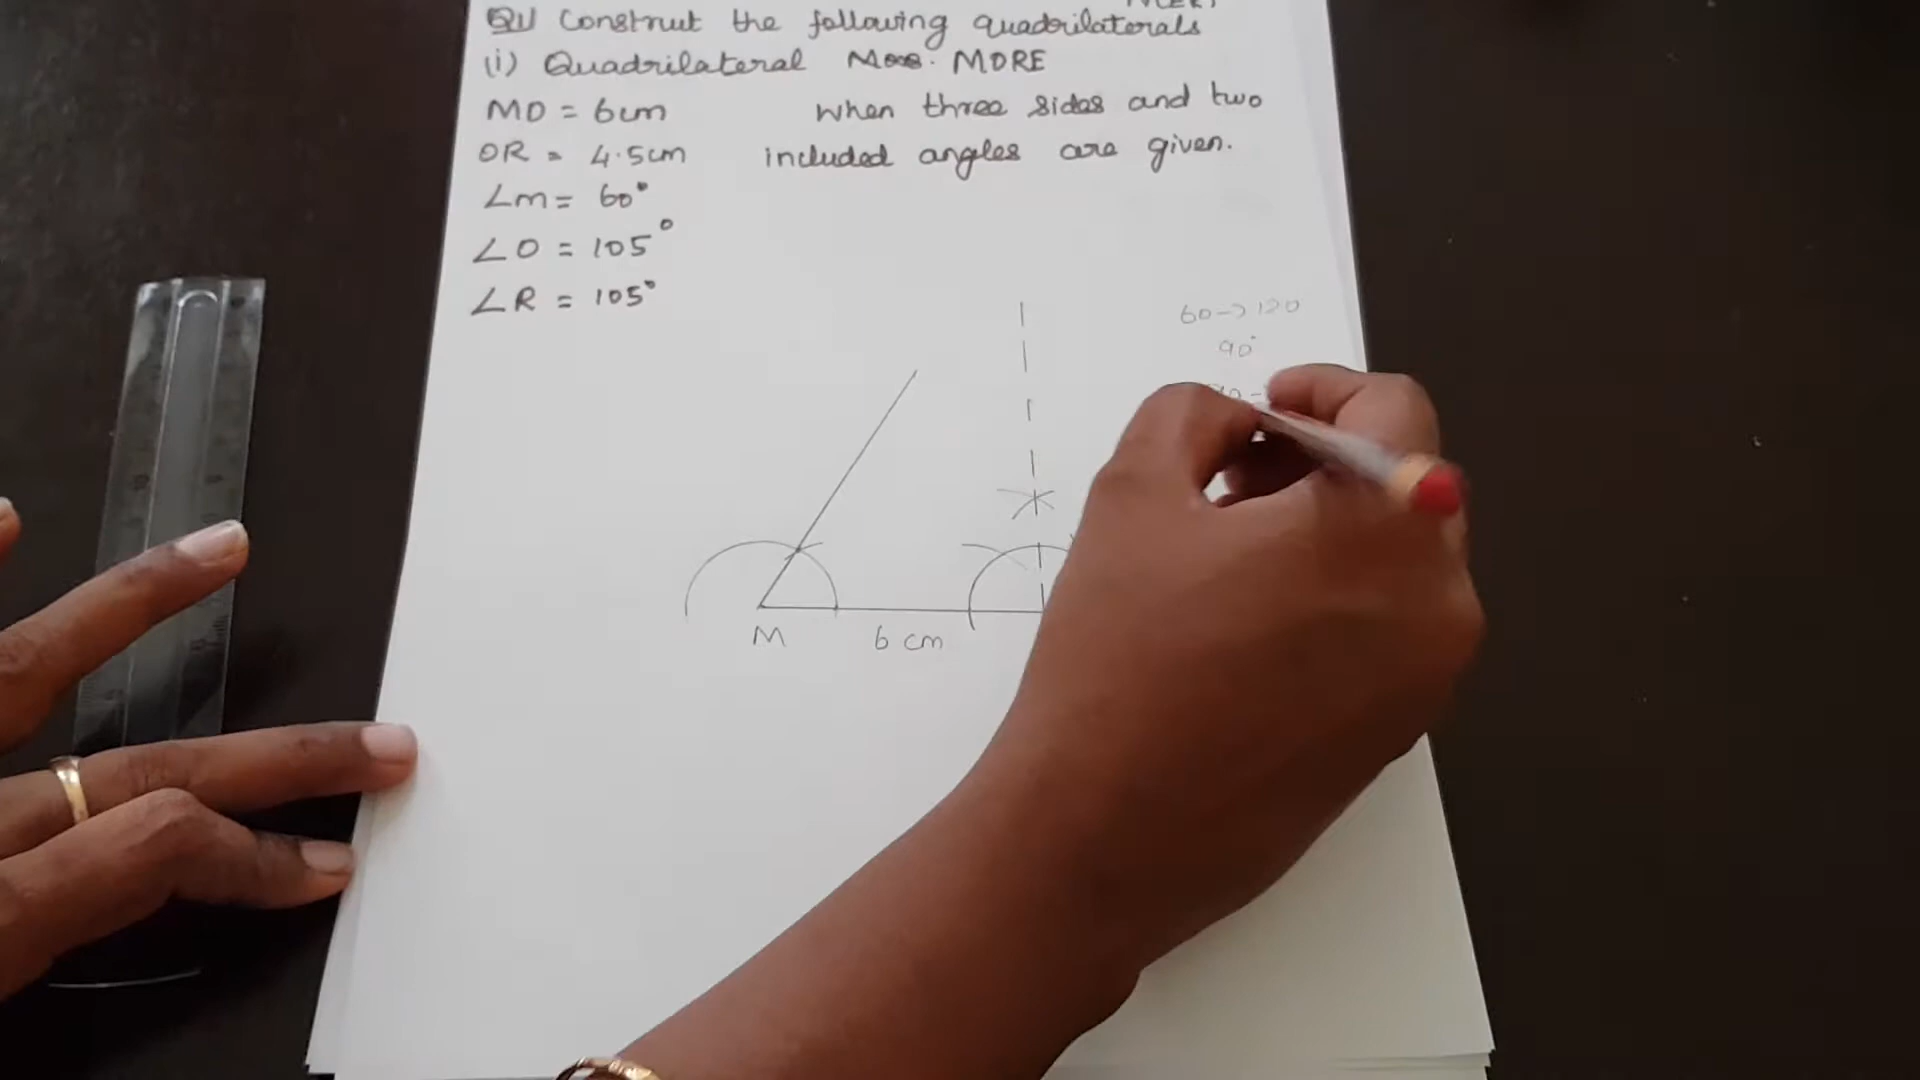 Q1) Construct the following quadrilaterals
(i) Quadrilateral MORE
MO = 6cm when three sides and two
OR = 4.5cm included angles are given.
∠M = 60°
∠O = 105°
∠R = 105°
60→120
90°
M 6 cm